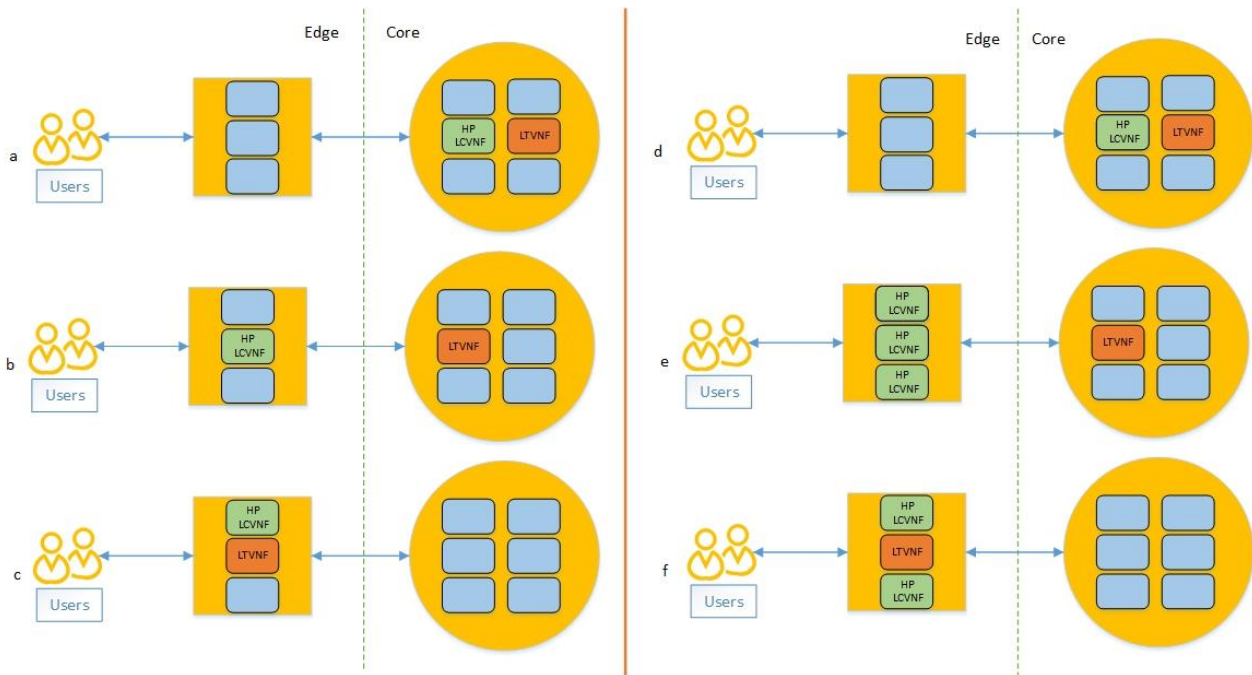 Edge
Core
a
Users
HP
LCVNF
LTVNF
b
Users
HP
LCVNF
LTVNF
c
Users
HP
LCVNF
LTVNF
Edge
Core
d
Users
HP
LCVNF
LTVNF
e
Users
HP
LCVNF
HP
LCVNF
HP
LCVNF
LTVNF
f
Users
HP
LCVNF
LTVNF
HP
LCVNF